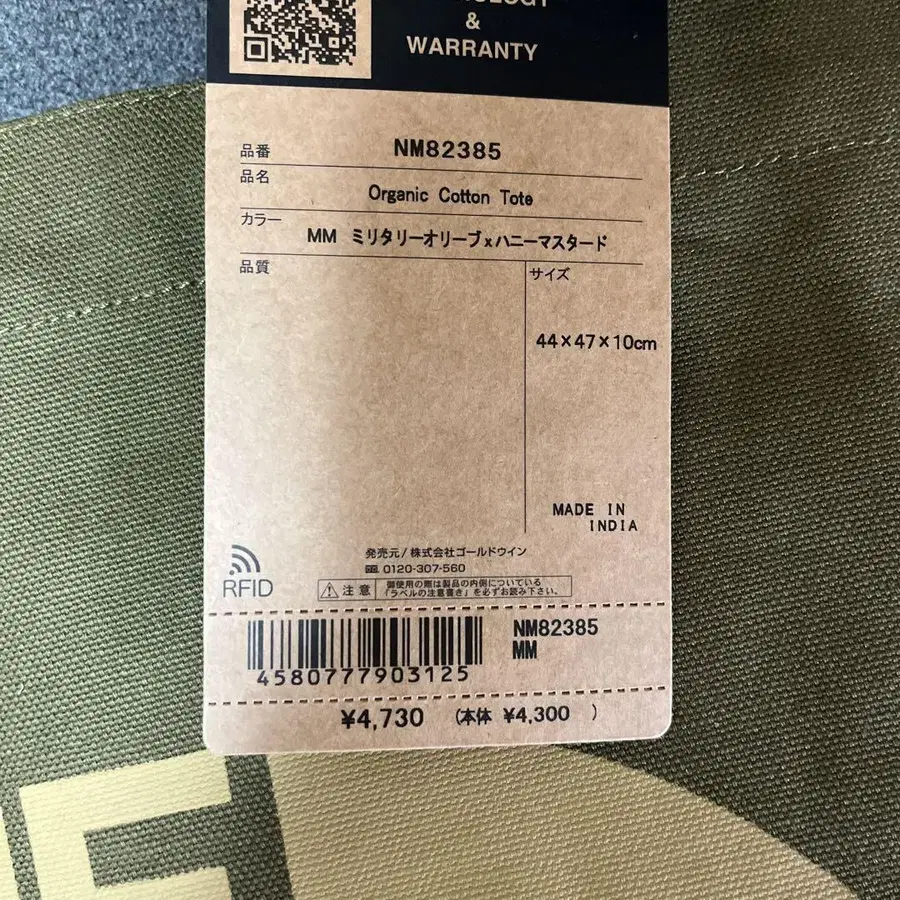 &
WARRANTY
品番 NM82385
品名
Organic Cotton Tote
カラー
MM ミリタリーオリーブxハニーマスタード
品質
サイズ
44×47×10cm
MADE IN
INDIA
発売元/株式会社ゴールドウイン
0120-307-560
RFID
注意
御使用の際は製品の内側についている
「ラベルの注意書き」を必ずお読み下さい。
NM82385
MM
4580777903125
¥4,730 (本体 ¥4,300 )